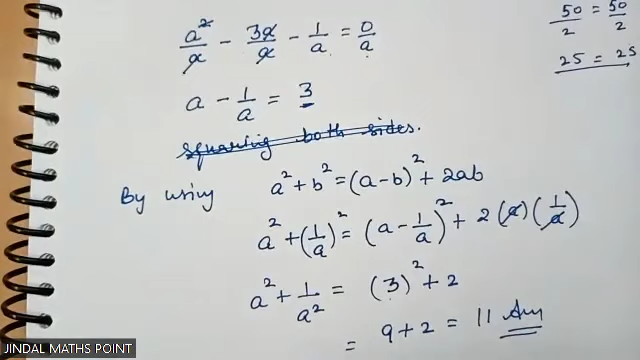 a²/a - 3a/a - 1/a = 0/a
a - 1/a = 3
squaring both sides.
By using a² + b² = (a-b)² + 2ab
a² + (1/a)² = (a - 1/a)² + 2 (a) (1/a)
a² + 1/a² = (3)² + 2
= 9 + 2 = 11 Ans
50/2 = 50/2
25 = 25
JINDAL MATHS POINT